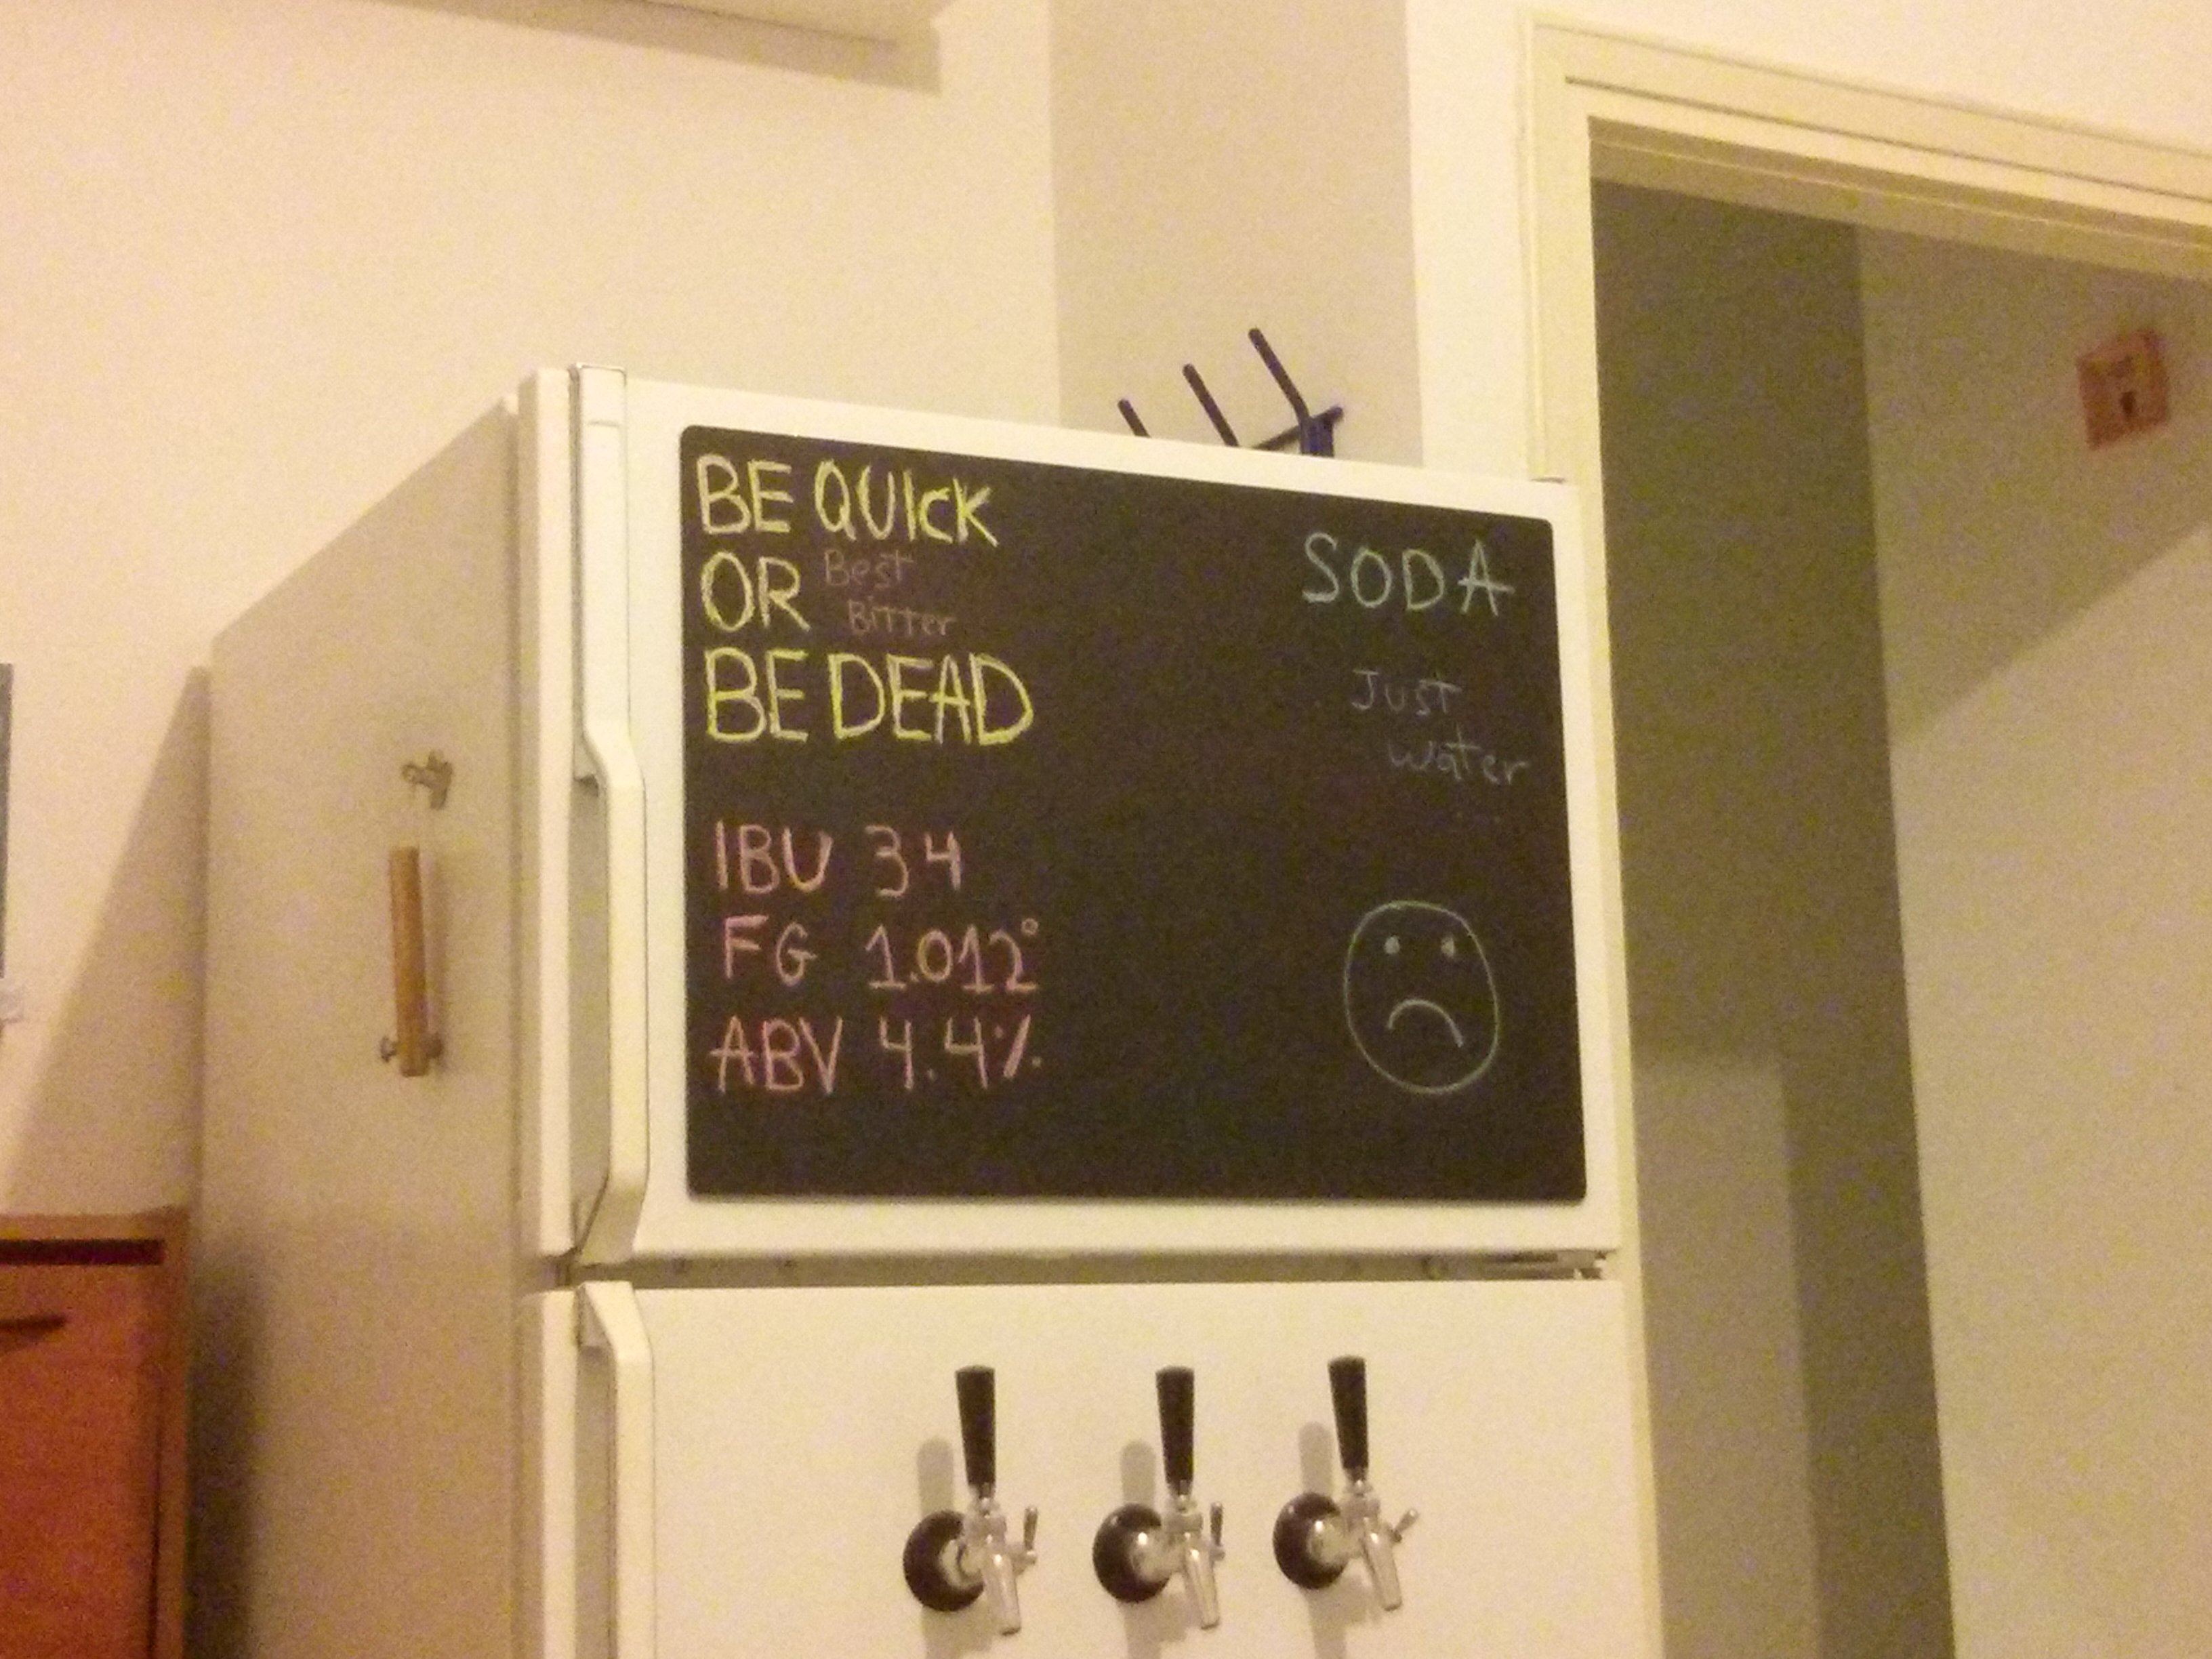 BE QUICK
OR Best
Bitter
BE DEAD
IBU 34
FG 1.012°
ABV 4.4%
SODA
Just
water
...